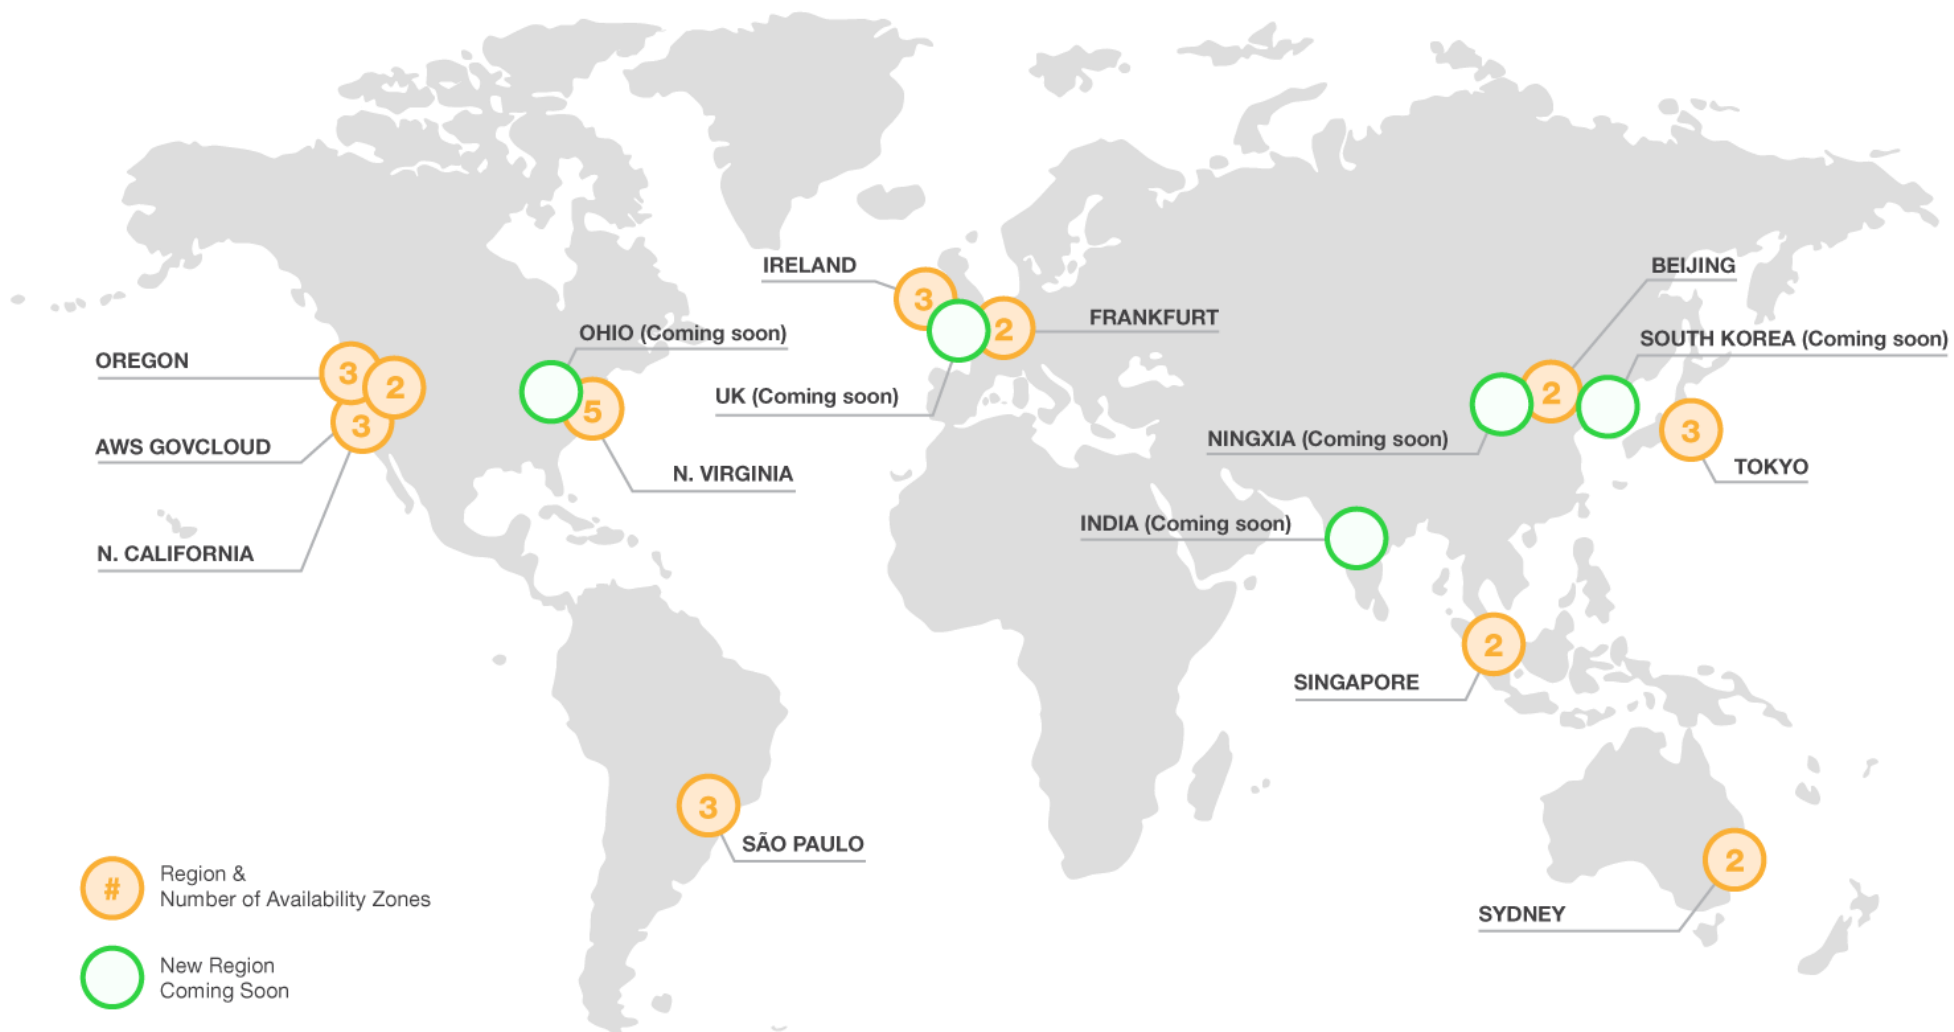 IRELAND
BEIJING
FRANKFURT
OHIO (Coming soon)
SOUTH KOREA (Coming soon)
OREGON
UK (Coming soon)
NINGXIA (Coming soon)
AWS GOVCLOUD
TOKYO
N. VIRGINIA
INDIA (Coming soon)
N. CALIFORNIA
SINGAPORE
SÃO PAULO
SYDNEY
3
2
3
2
3
5
2
3
2
3
2
#
Region &
Number of Availability Zones
New Region
Coming Soon